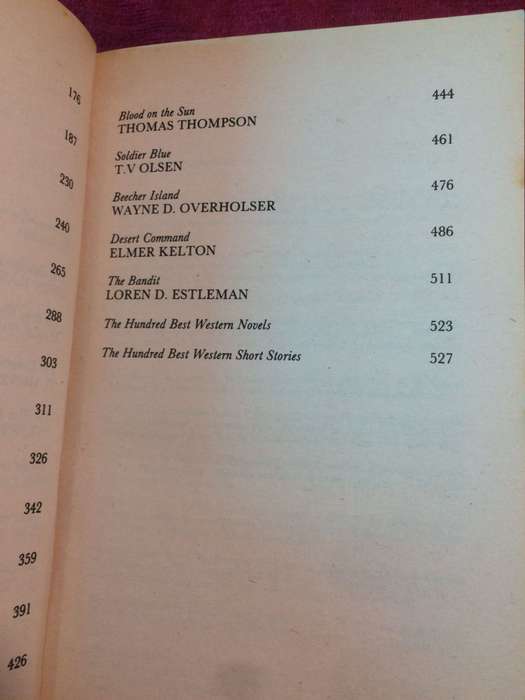 176
187
230
240
265
288
303
311
326
342
359
391
426
Blood on the Sun 444
THOMAS THOMPSON
Soldier Blue 461
T.V OLSEN
Beecher Island 476
WAYNE D. OVERHOLSER
Desert Command 486
ELMER KELTON
The Bandit 511
LOREN D. ESTLEMAN
The Hundred Best Western Novels 523
The Hundred Best Western Short Stories 527